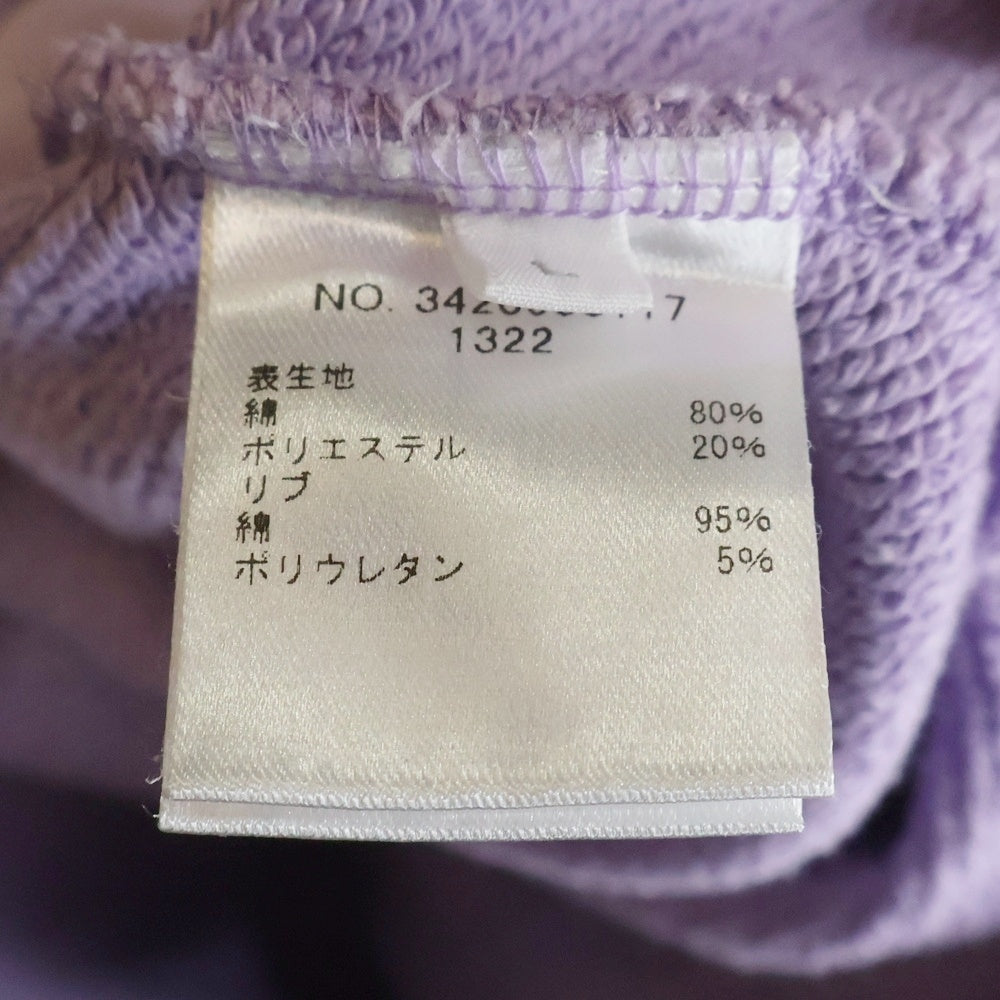 NO.
1322
表生地
綿 80%
ポリエステル 20%
リブ
綿 95%
ポリウレタン 5%